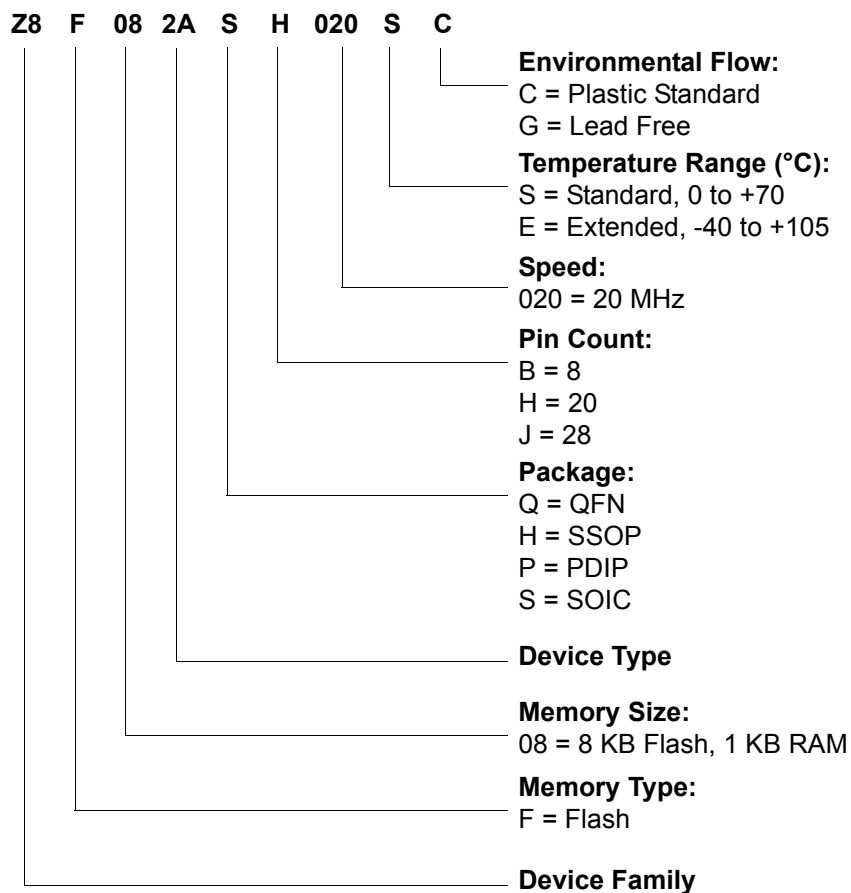 Z8 F 08 2A S H 020 S C
Environmental Flow:
C = Plastic Standard
G = Lead Free
Temperature Range (°C):
S = Standard, 0 to +70
E = Extended, -40 to +105
Speed:
020 = 20 MHz
Pin Count:
B = 8
H = 20
J = 28
Package:
Q = QFN
H = SSOP
P = PDIP
S = SOIC
Device Type
Memory Size:
08 = 8 KB Flash, 1 KB RAM
Memory Type:
F = Flash
Device Family